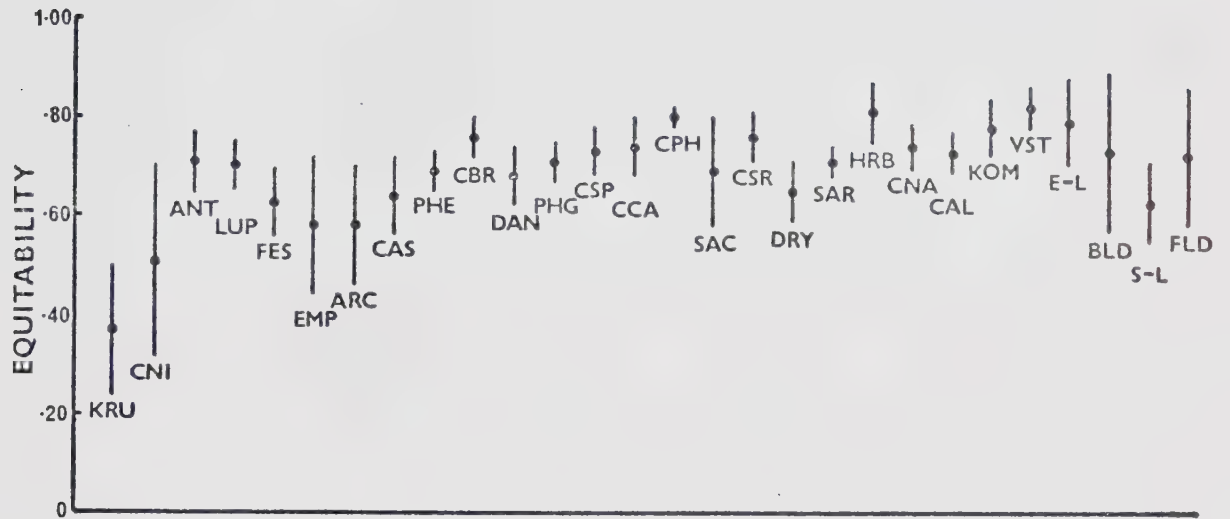 1·00
·80
·60
·40
·20
0
EQUITABILITY
KRU
CNI
ANT
LUP
FES
EMP
ARC
CAS
PHE
CBR
DAN
PHG
CSP
CCA
CPH
SAC
CSR
DRY
SAR
HRB
CNA
CAL
KOM
VST
E-L
BLD
S-L
FLD